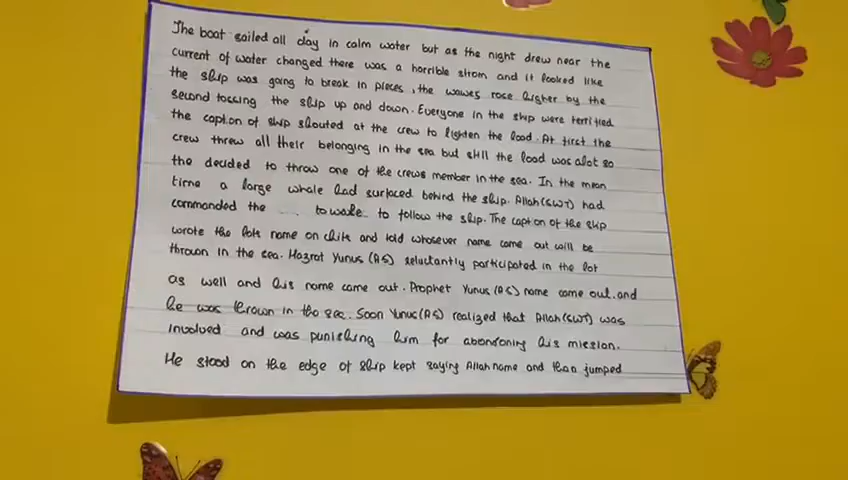 The boat sailed all day in calm water but as the night drew near the
current of water changed there was a horrible strom and it looked like
the ship was going to break in pieces, the waves rose higher by the
second tossing the ship up and down. Everyone in the ship were terrified
the caption of ship shouted at the crew to lighten the load. At first the
crew threw all their belonging in the sea but still the load was alot so
the decided to throw one of the crews member in the sea. In the mean
time a large whale had surfaced behind the ship. Allah(SWT) had
commonded the .... to follow the ship. The caption of the ship
wrote the name on and told whosever name came out will be
thrown in the sea. Hazrat Yunus (AS) reluctantly participated in the lot
as well and his name came out. Prophet Yunus (AS) name came out. and
he was thrown in the sea. Soon Yunus (AS) realized that Allah(SWT) was
involved and was punishing him for abondoning his mission.
He stood on the edge of ship kept saying Allah name and than jumped